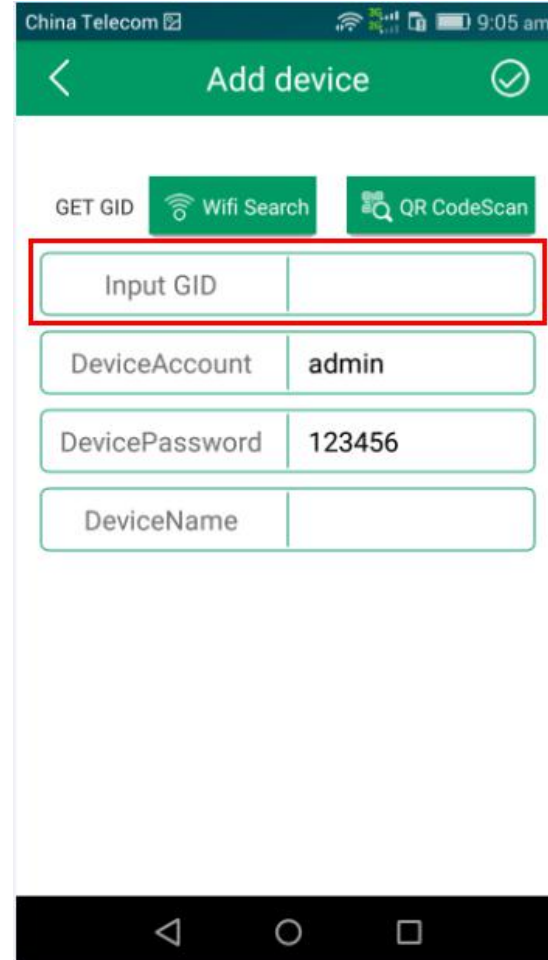 China Telecom 9:05 am
Add device
GET GID Wifi Search QR CodeScan
Input GID
DeviceAccount admin
DevicePassword 123456
DeviceName